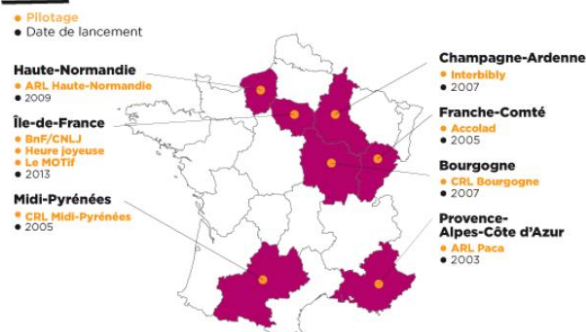 Pilotage
Date de lancement
Haute-Normandie
ARL Haute-Normandie
2009
Île-de-France
BnF/CNLJ
Heure joyeuse
Le MOTif
2013
Midi-Pyrénées
CRL Midi-Pyrénées
2005
Champagne-Ardenne
Interbibly
2007
Franche-Comté
Accolad
2005
Bourgogne
CRL Bourgogne
2007
Provence-
Alpes-Côte d'Azur
ARL Paca
2003